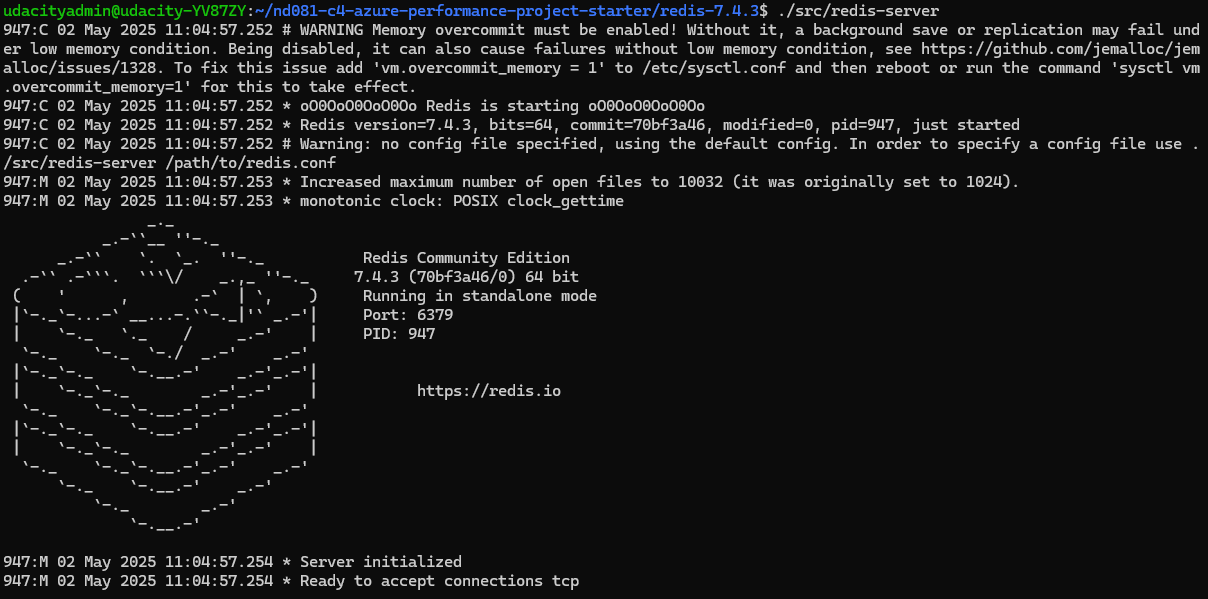 udacityadmin@udacity-YV87ZY:~/nd081-c4-azure-performance-project-starter/redis-7.4.3$ ./src/redis-server
947:C 02 May 2025 11:04:57.252 # WARNING Memory overcommit must be enabled! Without it, a background save or replication may fail und
er low memory condition. Being disabled, it can also cause failures without low memory condition, see https://github.com/jemalloc/jem
alloc/issues/1328. To fix this issue add 'vm.overcommit_memory = 1' to /etc/sysctl.conf and then reboot or run the command 'sysctl vm
.overcommit_memory=1' for this to take effect.
947:C 02 May 2025 11:04:57.252 * oO0OoO0OoO0Oo Redis is starting oO0OoO0OoO0Oo
947:C 02 May 2025 11:04:57.252 * Redis version=7.4.3, bits=64, commit=70bf3a46, modified=0, pid=947, just started
947:C 02 May 2025 11:04:57.252 # Warning: no config file specified, using the default config. In order to specify a config file use .
/src/redis-server /path/to/redis.conf
947:M 02 May 2025 11:04:57.253 * Increased maximum number of open files to 10032 (it was originally set to 1024).
947:M 02 May 2025 11:04:57.253 * monotonic clock: POSIX clock_gettime
Redis Community Edition
7.4.3 (70bf3a46/0) 64 bit
Running in standalone mode
Port: 6379
PID: 947
https://redis.io
947:M 02 May 2025 11:04:57.254 * Server initialized
947:M 02 May 2025 11:04:57.254 * Ready to accept connections tcp